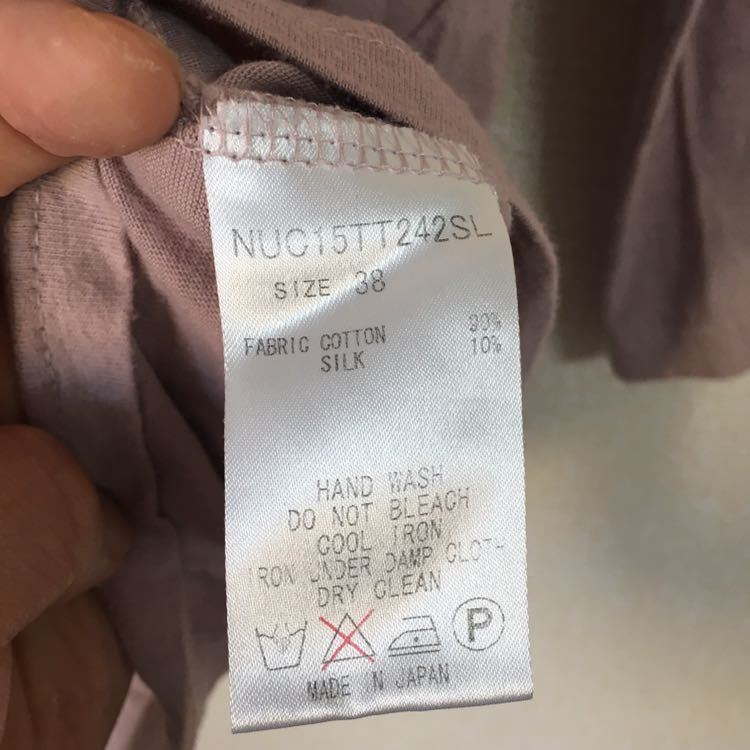 NUC15TT242SL
SIZE 38
FABRIC COTTON 90%
SILK 10%
HAND WASH
DO NOT BLEACH
COOL IRON
IRON UNDER DAMP CLOTH
DRY CLEAN
P
MADE IN JAPAN